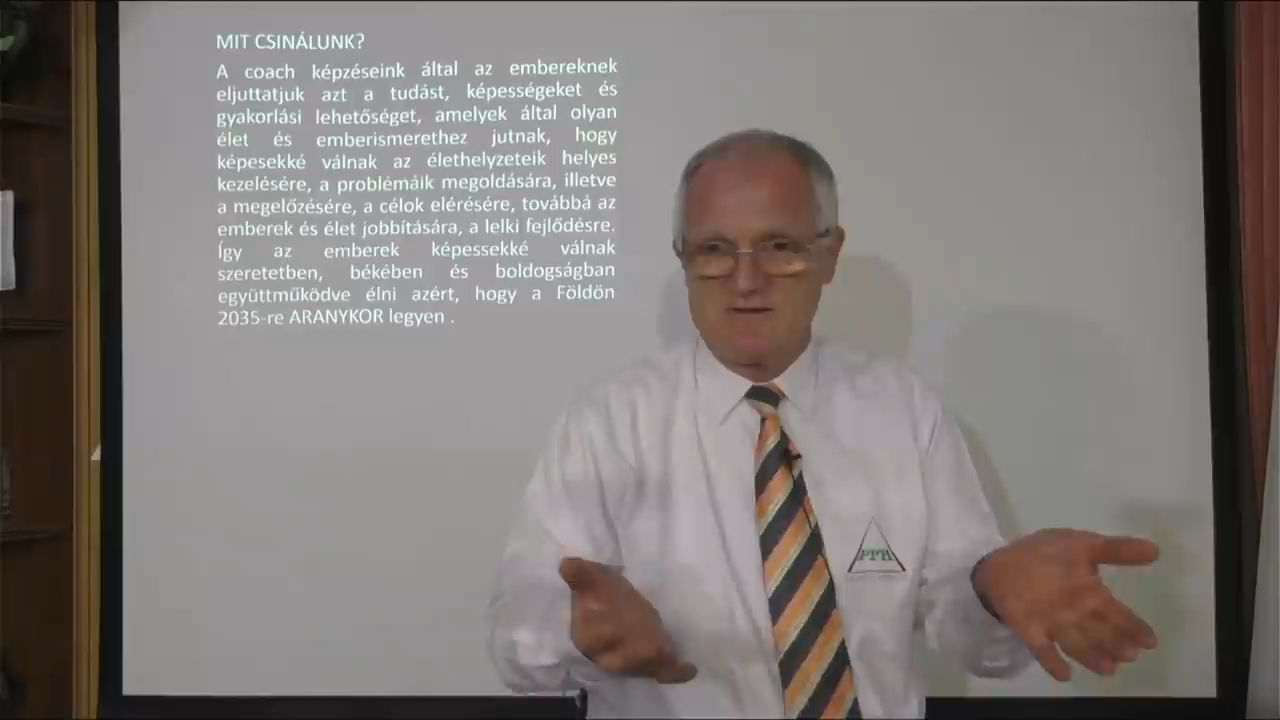 MIT CSINÁLUNK?
A coach képzéseink által az embereknek
eljuttatjuk azt a tudást, képességeket és
gyakorlási lehetőséget, amelyek által olyan
élet és emberismerethez jutnak, hogy
képesekké válnak az élethelyzeteik helyes
kezelésére, a problémáik megoldására, illetve
a megelőzésére, a célok elérésére, továbbá az
emberek és élet jobbítására, a lelki fejlődésre.
Így az emberek képessekké válnak
szeretetben, békében és boldogságban
együttműködve élni azért, hogy a Földön
2035-re ARANYKOR legyen .